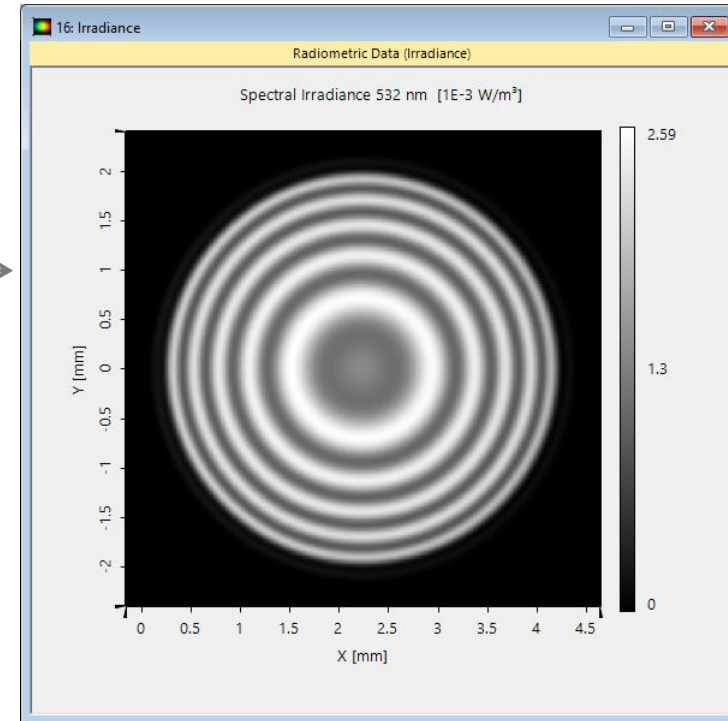 16: Irradiance
Radiometric Data (Irradiance)
Spectral Irradiance 532 nm [1E-3 W/m³]
2.59
1.3
0
Y [mm]
2
1.5
1
0.5
0
-0.5
-1
-1.5
-2
0 0.5 1 1.5 2 2.5 3 3.5 4 4.5
X [mm]